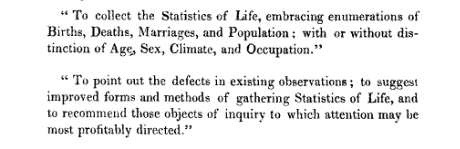 “ To collect the Statistics of Life, embracing enumerations of
Births, Deaths, Marriages, and Population ; with or without dis-
tinction of Age, Sex, Climate, and Occupation.”
“ To point out the defects in existing observations ; to suggest
improved forms and methods of gathering Statistics of Life, and
to recommend those objects of inquiry to which attention may be
most profitably directed.”